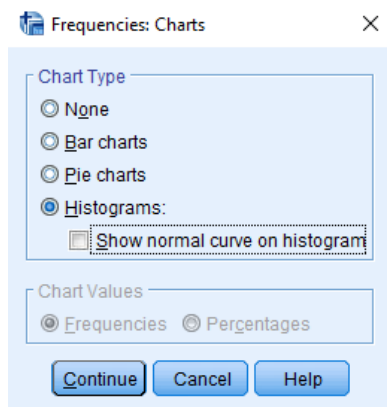 Frequencies: Charts
Chart Type
None
Bar charts
Pie charts
Histograms:
Show normal curve on histogram
Chart Values
Frequencies Percentages
Continue Cancel Help